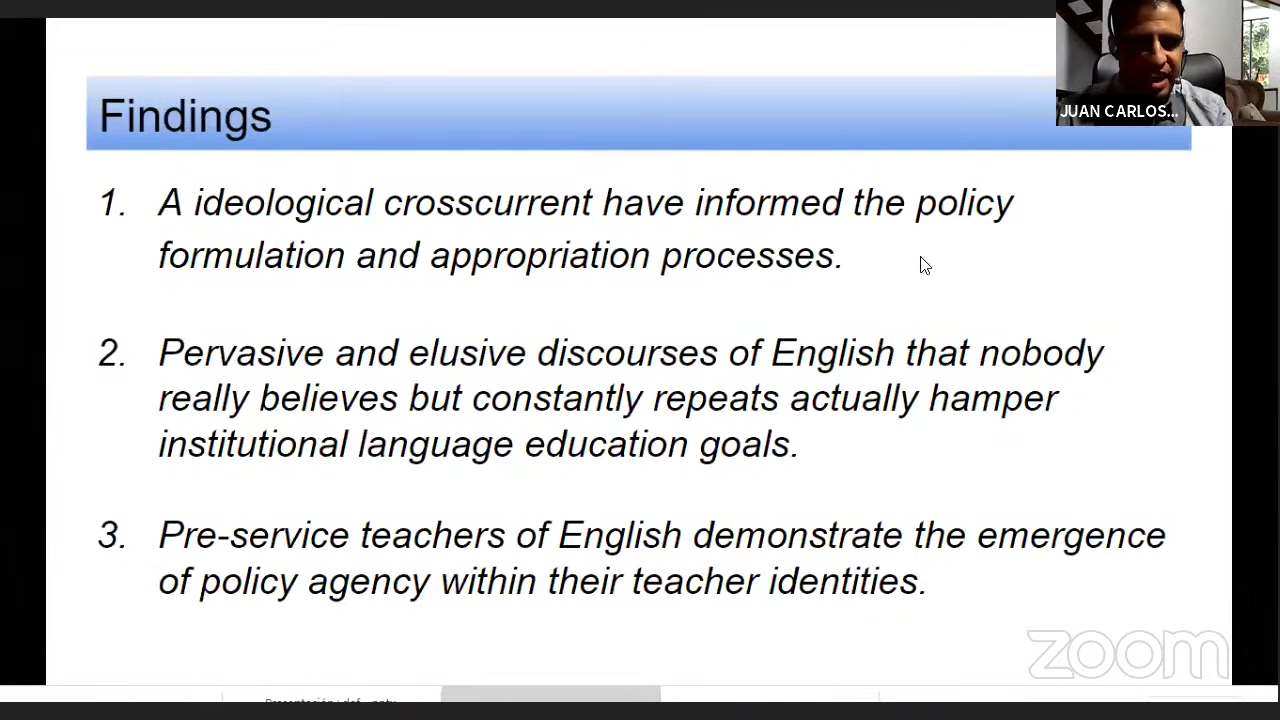 JUAN CARLOS...
Findings
1. A ideological crosscurrent have informed the policy
formulation and appropriation processes.
2. Pervasive and elusive discourses of English that nobody
really believes but constantly repeats actually hamper
institutional language education goals.
3. Pre-service teachers of English demonstrate the emergence
of policy agency within their teacher identities.
zoom